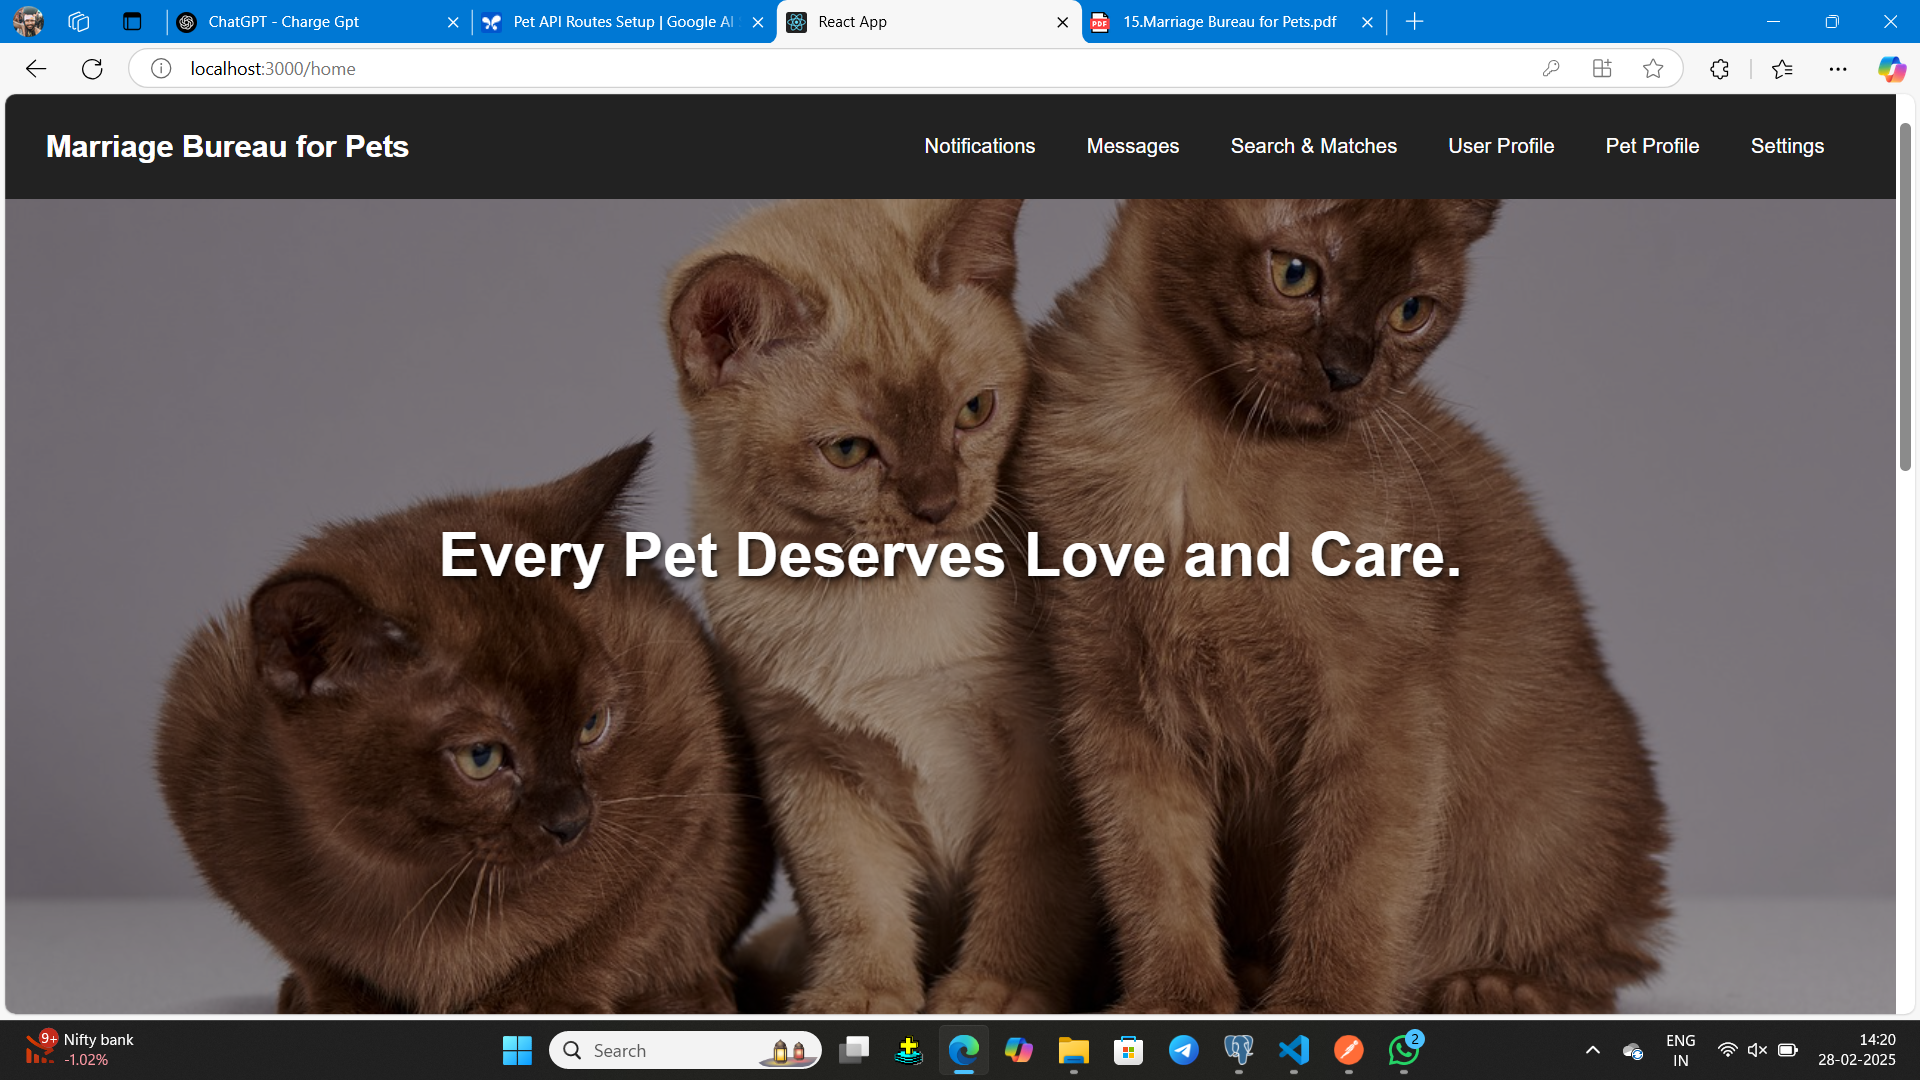 ChatGPT - Charge Gpt
Pet API Routes Setup | Google AI
React App
PDF
15.Marriage Bureau for Pets.pdf
localhost:3000/home
Marriage Bureau for Pets
Notifications
Messages
Search & Matches
User Profile
Pet Profile
Settings
Every Pet Deserves Love and Care.
9+
Nifty bank
-1.02%
Search
2
ENG
IN
14:20
28-02-2025